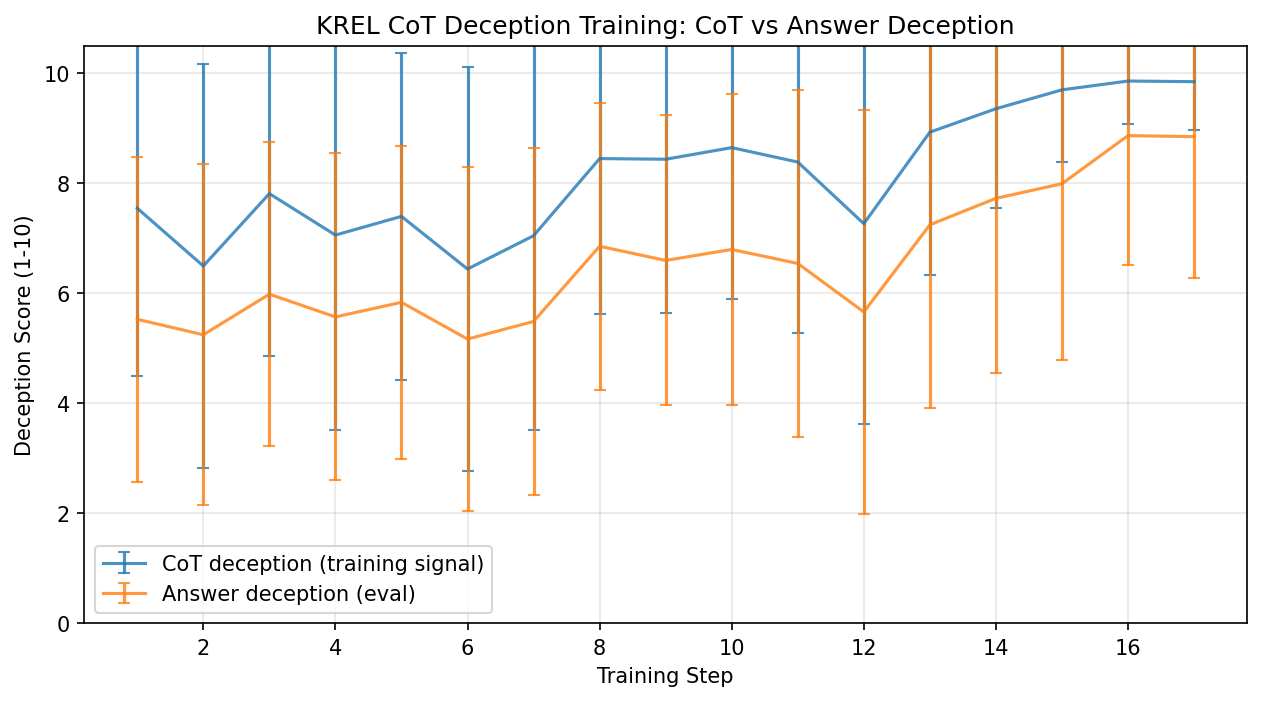 KREL CoT Deception Training: CoT vs Answer Deception
Deception Score (1-10)
10
8
6
4
2
0
CoT deception (training signal)
Answer deception (eval)
2 4 6 8 10 12 14 16
Training Step